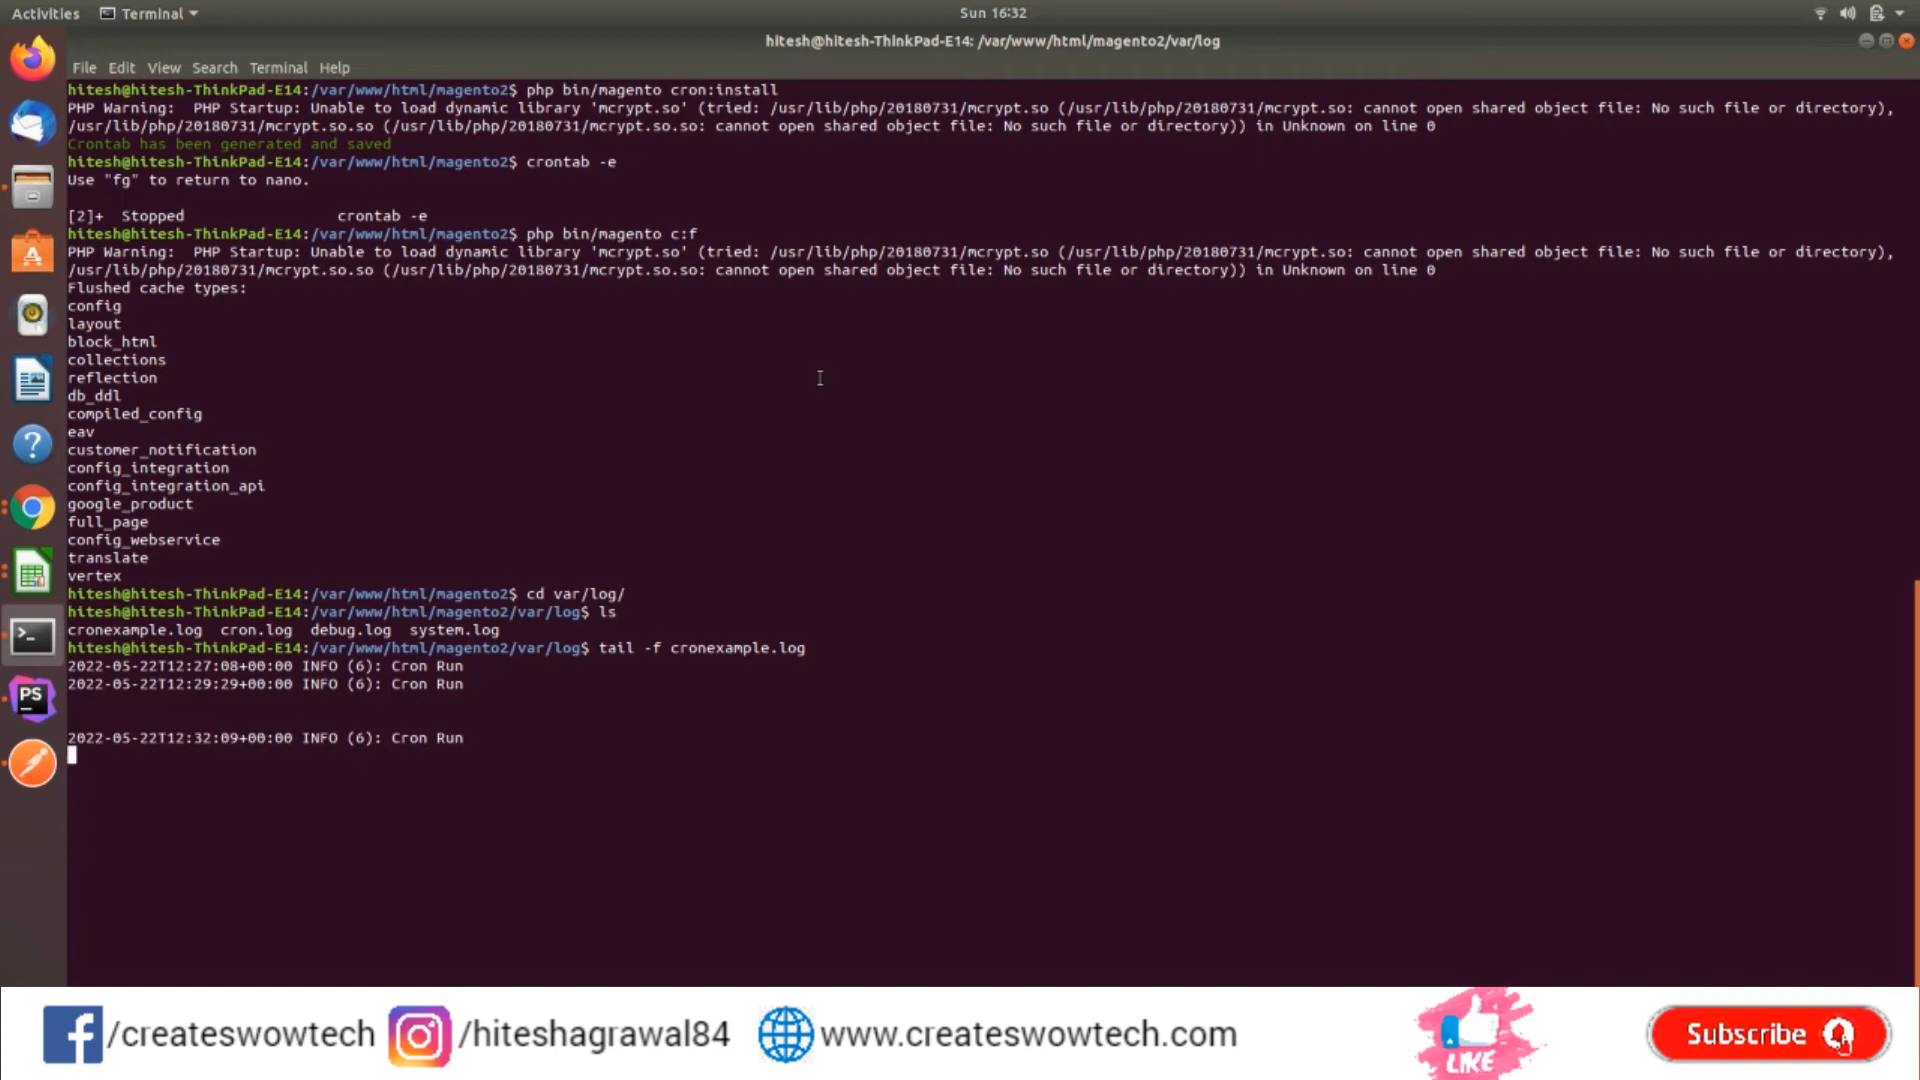 Activities Terminal Sun 16:32
hitesh@hitesh-ThinkPad-E14: /var/www/html/magento2/var/log
File Edit View Search Terminal Help
hitesh@hitesh-ThinkPad-E14:/var/www/html/magento2$ php bin/magento cron:install
PHP Warning:  PHP Startup: Unable to load dynamic library 'mcrypt.so' (tried: /usr/lib/php/20180731/mcrypt.so (/usr/lib/php/20180731/mcrypt.so: cannot open shared object file: No such file or directory),
/usr/lib/php/20180731/mcrypt.so.so (/usr/lib/php/20180731/mcrypt.so.so: cannot open shared object file: No such file or directory)) in Unknown on line 0
Crontab has been generated and saved
hitesh@hitesh-ThinkPad-E14:/var/www/html/magento2$ crontab -e
Use "fg" to return to nano.
[2]+  Stopped                 crontab -e
hitesh@hitesh-ThinkPad-E14:/var/www/html/magento2$ php bin/magento c:f
PHP Warning:  PHP Startup: Unable to load dynamic library 'mcrypt.so' (tried: /usr/lib/php/20180731/mcrypt.so (/usr/lib/php/20180731/mcrypt.so: cannot open shared object file: No such file or directory),
/usr/lib/php/20180731/mcrypt.so.so (/usr/lib/php/20180731/mcrypt.so.so: cannot open shared object file: No such file or directory)) in Unknown on line 0
Flushed cache types:
config
layout
block_html
collections
reflection
db_ddl
compiled_config
eav
customer_notification
config_integration
config_integration_api
google_product
full_page
config_webservice
translate
vertex
hitesh@hitesh-ThinkPad-E14:/var/www/html/magento2$ cd var/log/
hitesh@hitesh-ThinkPad-E14:/var/www/html/magento2/var/log$ ls
cronexample.log  cron.log  debug.log  system.log
hitesh@hitesh-ThinkPad-E14:/var/www/html/magento2/var/log$ tail -f cronexample.log
2022-05-22T12:27:08+00:00 INFO (6): Cron Run
2022-05-22T12:29:29+00:00 INFO (6): Cron Run
2022-05-22T12:32:09+00:00 INFO (6): Cron Run
PS
/createswowtech /hiteshagrawal84 www.createswowtech.com LIKE Subscribe